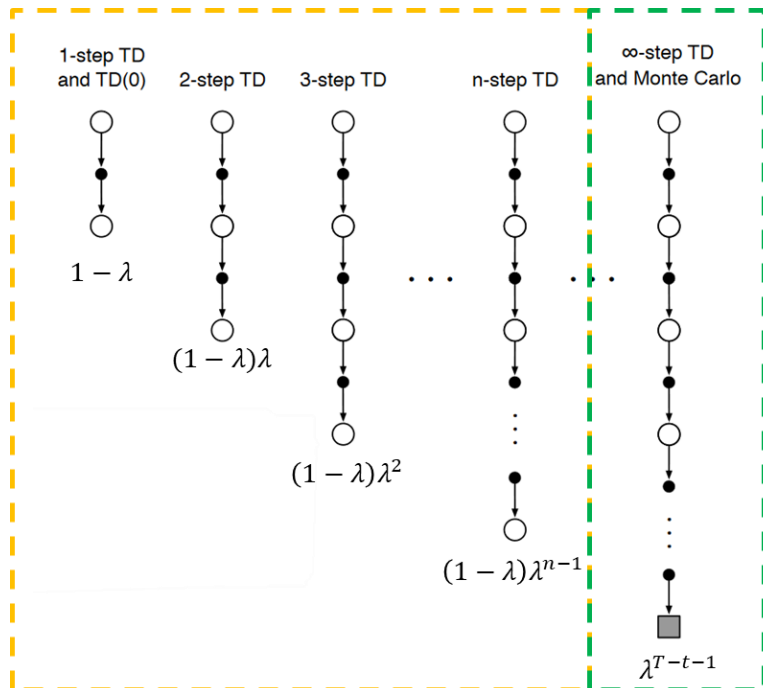 1-step TD
and TD(0)
2-step TD
3-step TD
n-step TD
∞-step TD
and Monte Carlo
1 − λ
(1 − λ)λ
(1 − λ)λ²
(1 − λ)λⁿ⁻¹
λ^{T−t−1}